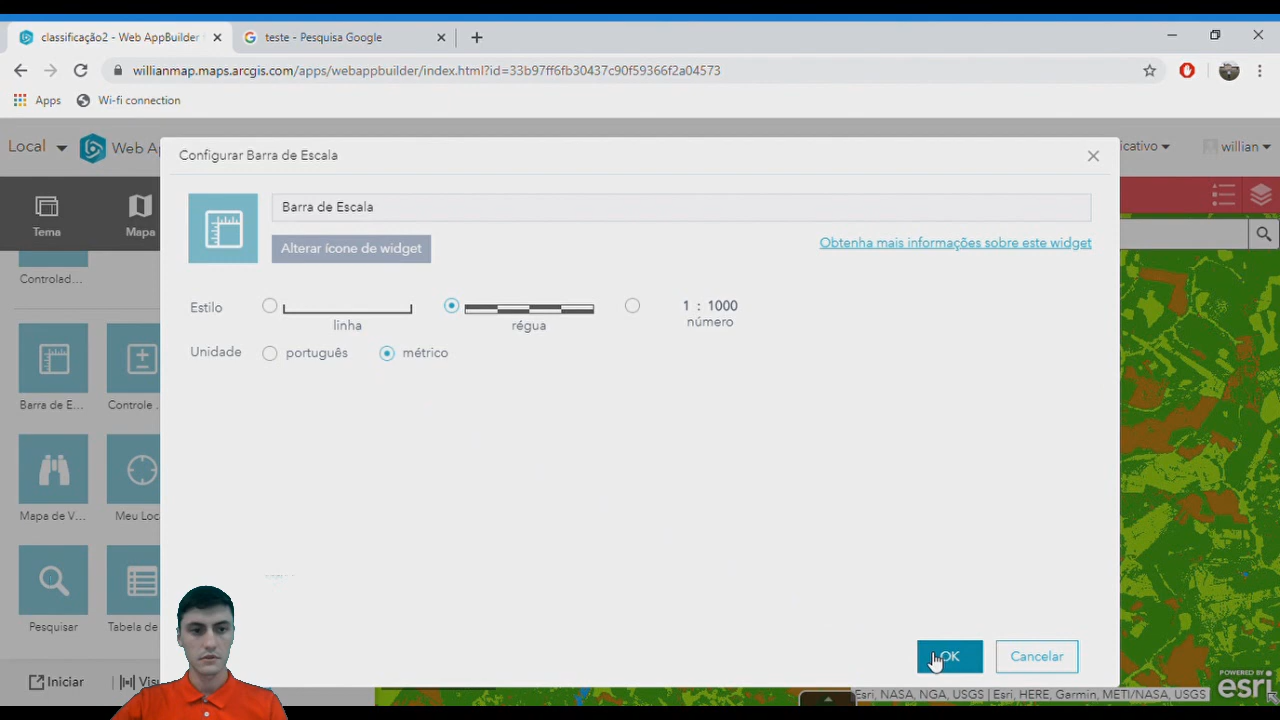 classificação2 - Web AppBuilder
teste - Pesquisa Google
willianmap.maps.arcgis.com/apps/webappbuilder/index.html?id=33b97ff6fb30437c90f59366f2a04573
Apps
Wi-fi connection
Local
Web Ap
icativo
willian
Configurar Barra de Escala
Tema
Mapa
Barra de Escala
Alterar ícone de widget
Obtenha mais informações sobre este widget
Controlad...
Estilo
linha
régua
1 : 1000
número
Unidade
português
métrico
Barra de E...
Controle .
Mapa de V...
Meu Loc
Pesquisar
Tabela de
OK
Cancelar
Iniciar
Visu
Esri, NASA, NGA, USGS | Esri, HERE, Garmin, METI/NASA, USGS
POWERED BY
esri